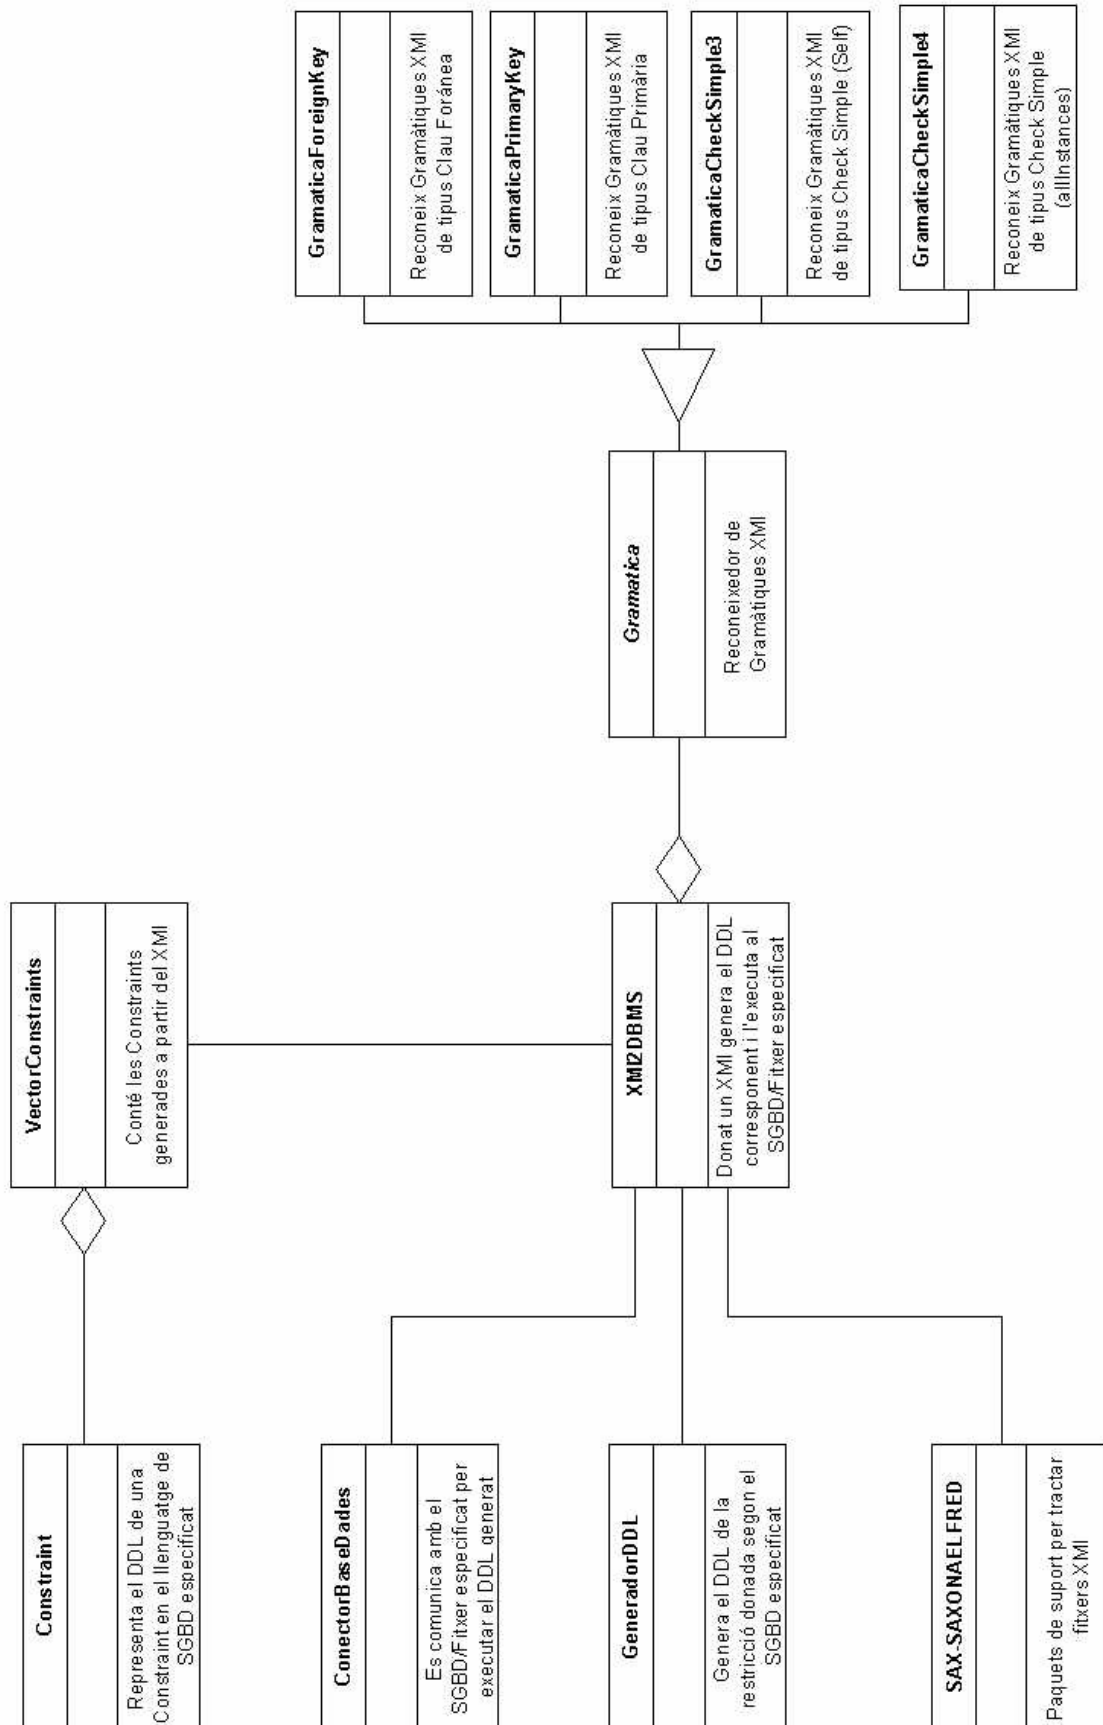 Constraint
Representa el DDL de una
Constraint en el llenguatge de
SGBD especificat
VectorConstraints
Conté les Constraints
generades a partir del XMI
ConectorBaseDades
Es comunica amb el
SGBD/Fitxer especificat per
executar el DDL generat
GeneradorDDL
Genera el DDL de la
restricció donada segon el
SGBD especificat
SAX-SAXONAELFRED
Paquets de suport per tractar
fitxers XMI
XMI2DBMS
Donat un XMI genera el DDL
corresponent i l'executa al
SGBD/Fitxer especificat
Gramatica
Reconeixedor de
Gramàtiques XMI
GramaticaForeignKey
Reconeix Gramàtiques XMI
de tipus Clau Foránea
GramaticaPrimaryKey
Reconeix Gramàtiques XMI
de tipus Clau Primària
GramaticaCheckSimple3
Reconeix Gramàtiques XMI
de tipus Check Simple (Self)
GramaticaCheckSimple4
Reconeix Gramàtiques XMI
de tipus Check Simple
(allInstances)